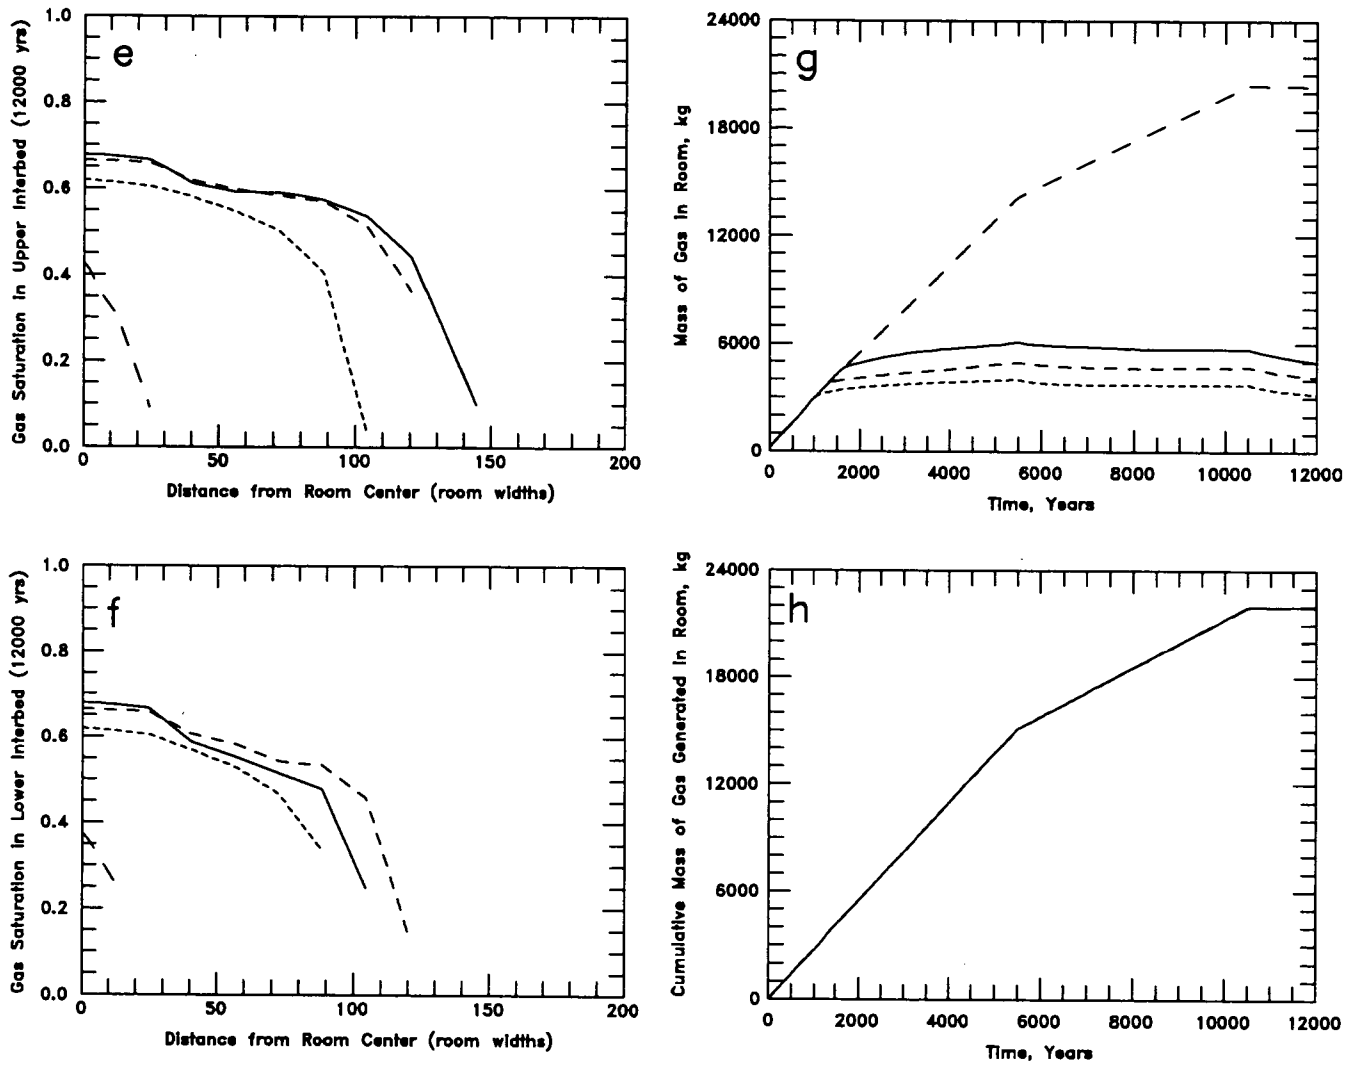 Gas Saturation in Upper Interbed (12000 yrs)
e
1.0
0.8
0.6
0.4
0.2
0.0
0 50 100 150 200
Distance from Room Center (room widths)
Mass of Gas in Room, kg
g
24000
18000
12000
6000
0
0 2000 4000 6000 8000 10000 12000
Time, Years
Gas Saturation in Lower Interbed (12000 yrs)
f
1.0
0.8
0.6
0.4
0.2
0.0
0 50 100 150 200
Distance from Room Center (room widths)
Cumulative Mass of Gas Generated in Room, kg
h
24000
18000
12000
6000
0
0 2000 4000 6000 8000 10000 12000
Time, Years